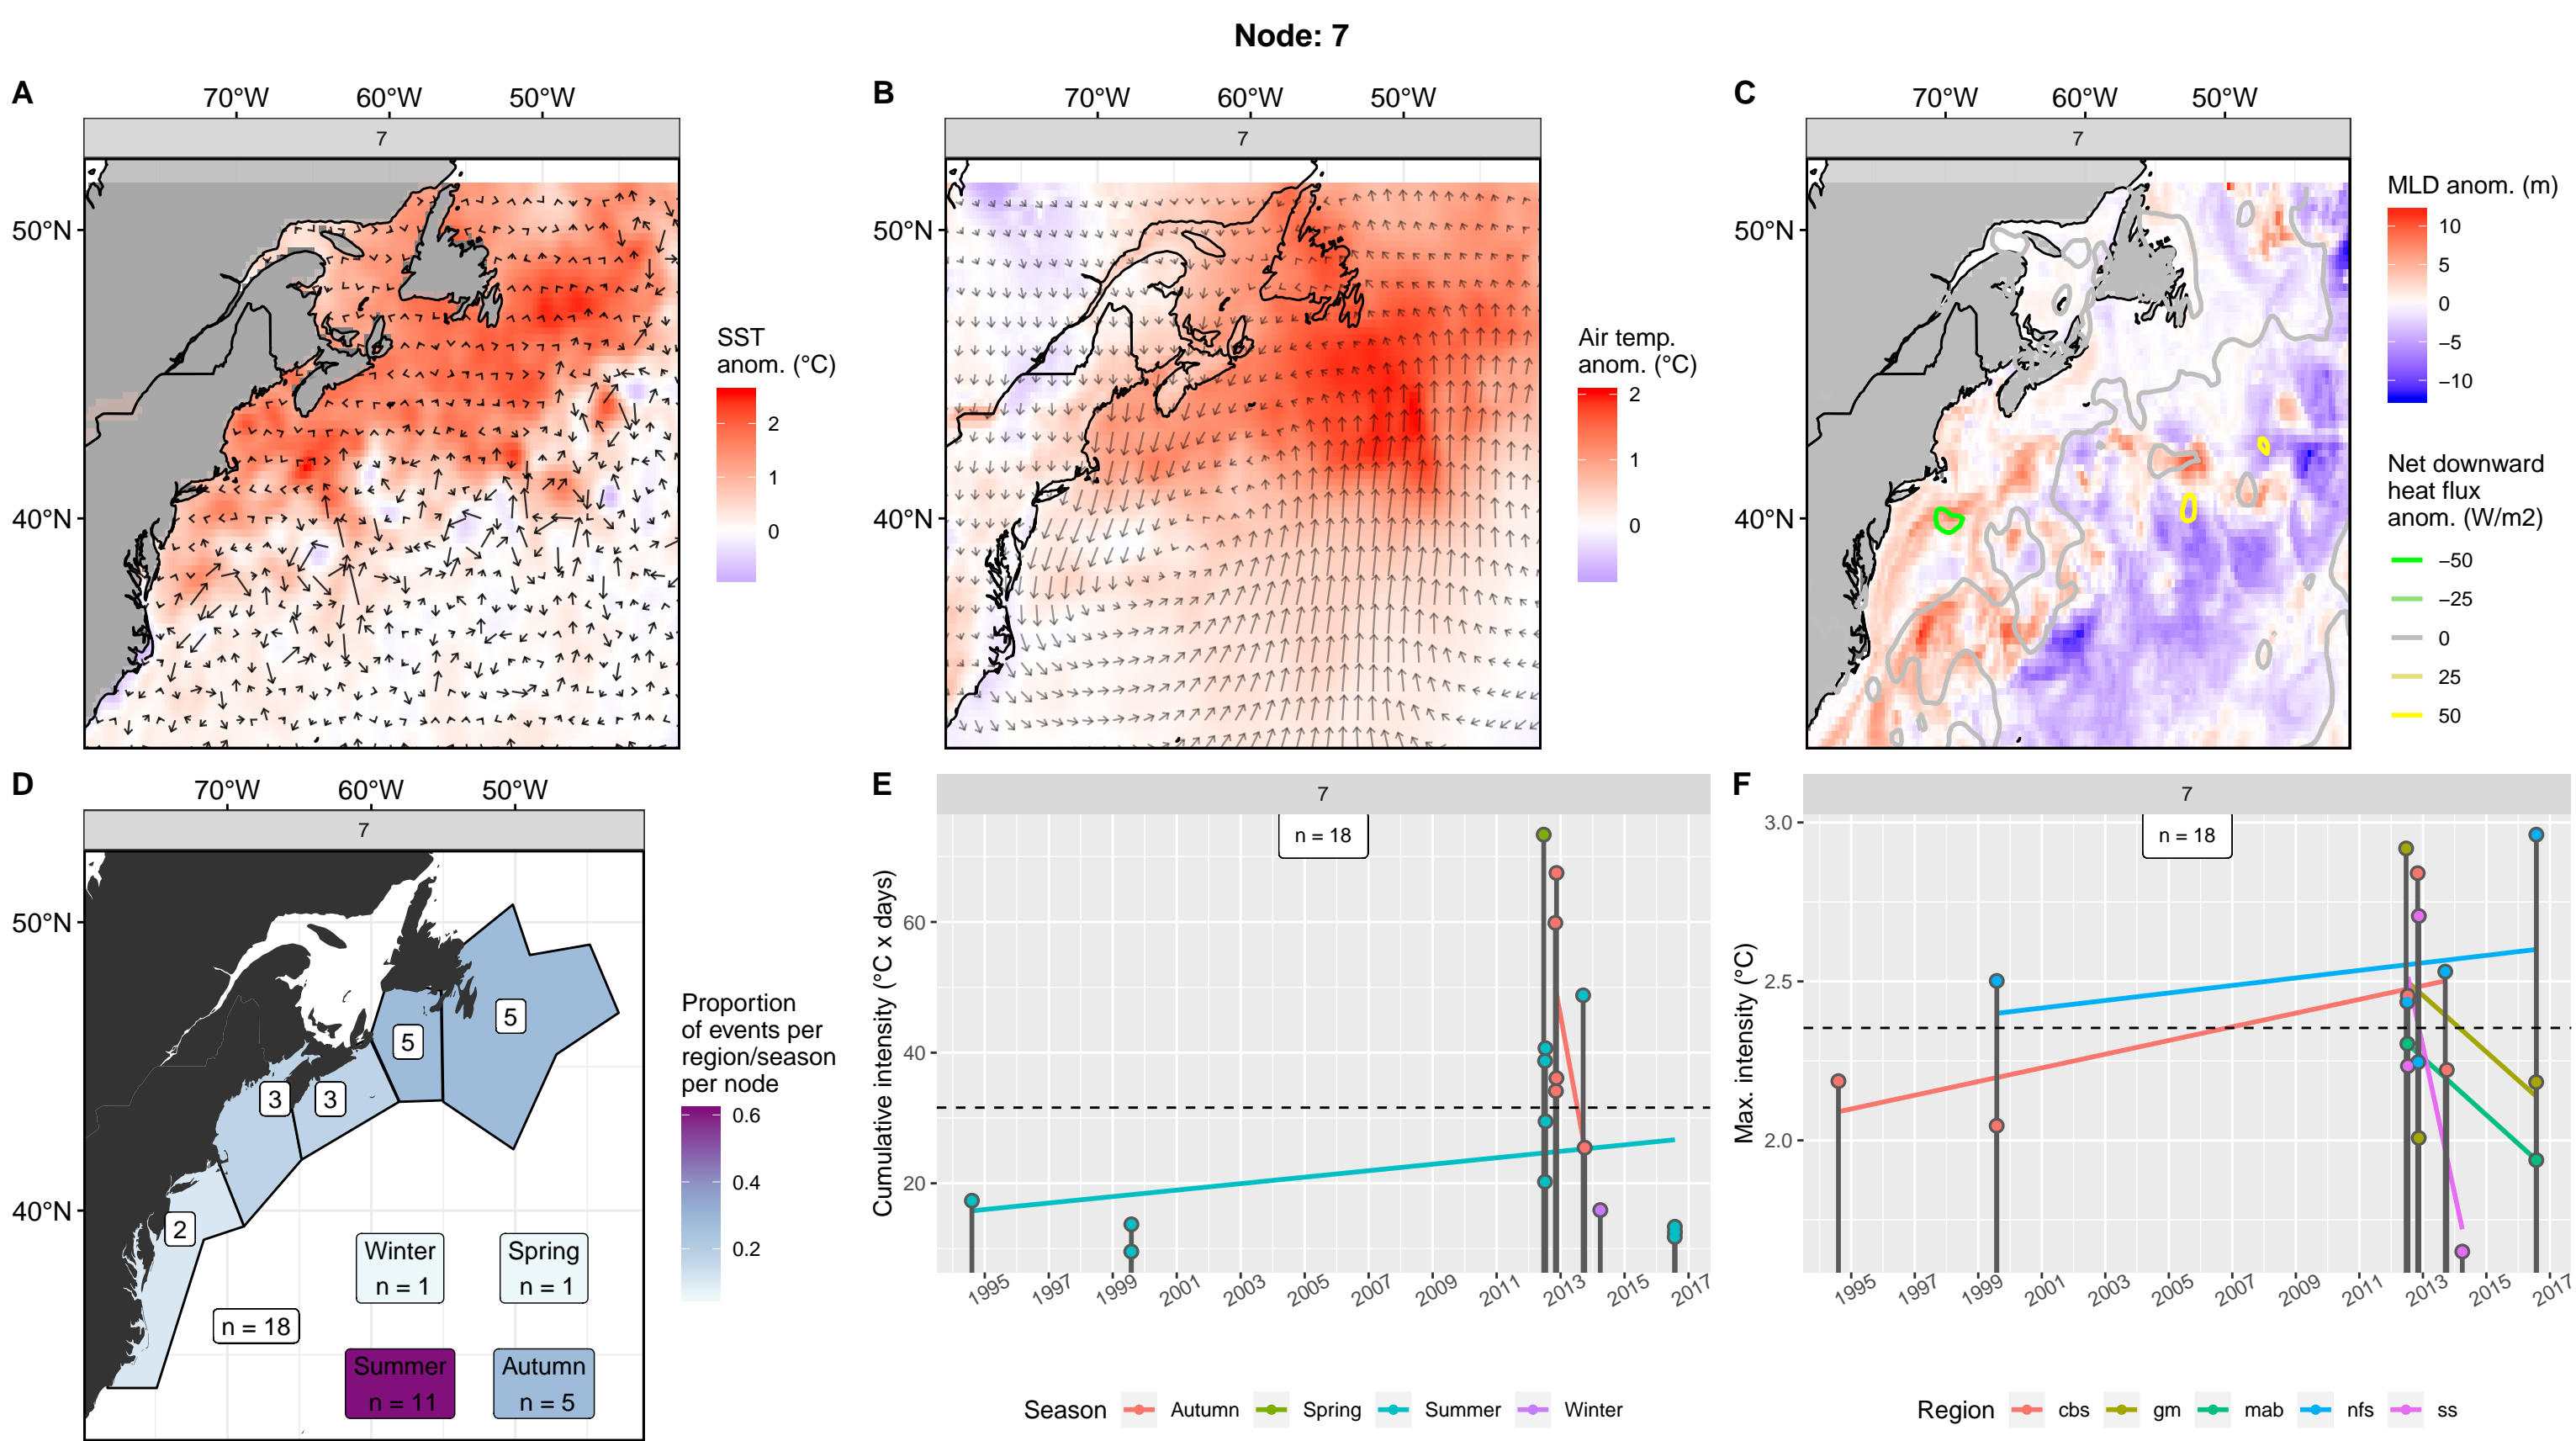 Node: 7
A
70°W 60°W 50°W
7
50°N
40°N
SST
anom. (°C)
2
1
0
B
70°W 60°W 50°W
7
50°N
40°N
Air temp.
anom. (°C)
2
1
0
C
70°W 60°W 50°W
7
50°N
40°N
MLD anom. (m)
10
5
0
−5
−10
Net downward
heat flux
anom. (W/m2)
−50
−25
0
25
50
D
70°W 60°W 50°W
7
50°N
40°N
5
5
3
3
2
n = 18
Winter
n = 1
Spring
n = 1
Summer
n = 11
Autumn
n = 5
Proportion
of events per
region/season
per node
0.6
0.4
0.2
E
7
n = 18
Cumulative intensity (°C x days)
60
40
20
1995 1997 1999 2001 2003 2005 2007 2009 2011 2013 2015 2017
Season Autumn Spring Summer Winter
F
7
n = 18
Max. intensity (°C)
3.0
2.5
2.0
1995 1997 1999 2001 2003 2005 2007 2009 2011 2013 2015 2017
Region cbs gm mab nfs ss